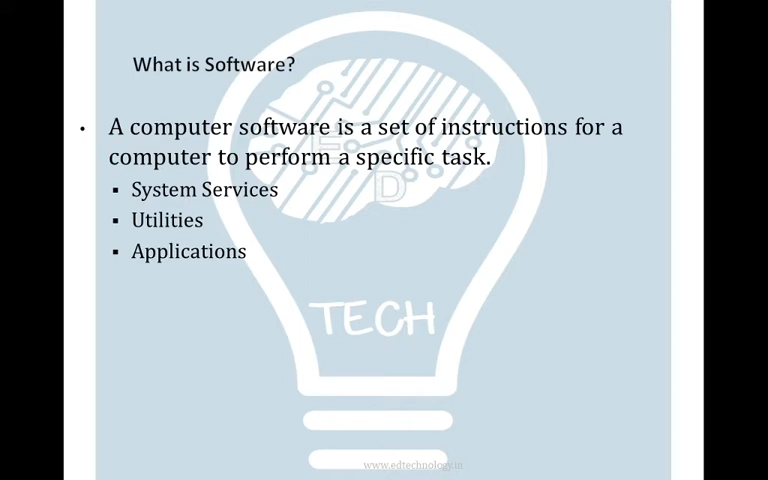 What is Software?
• A computer software is a set of instructions for a
computer to perform a specific task.
▪ System Services
▪ Utilities
▪ Applications
E
D
TECH
www.edtechnology.in